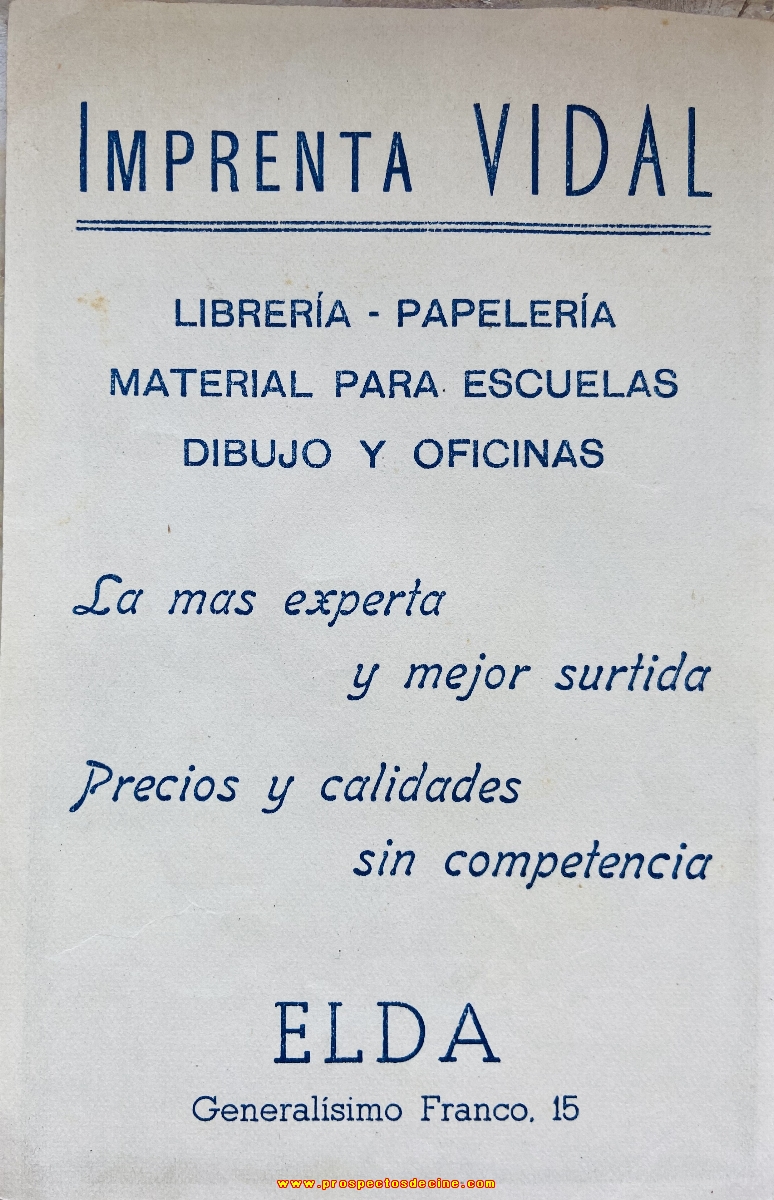 IMPRENTA VIDAL
LIBRERÍA - PAPELERÍA
MATERIAL PARA ESCUELAS
DIBUJO Y OFICINAS
La mas experta
y mejor surtida
Precios y calidades
sin competencia
ELDA
Generalísimo Franco, 15
www.prospectosdecine.com